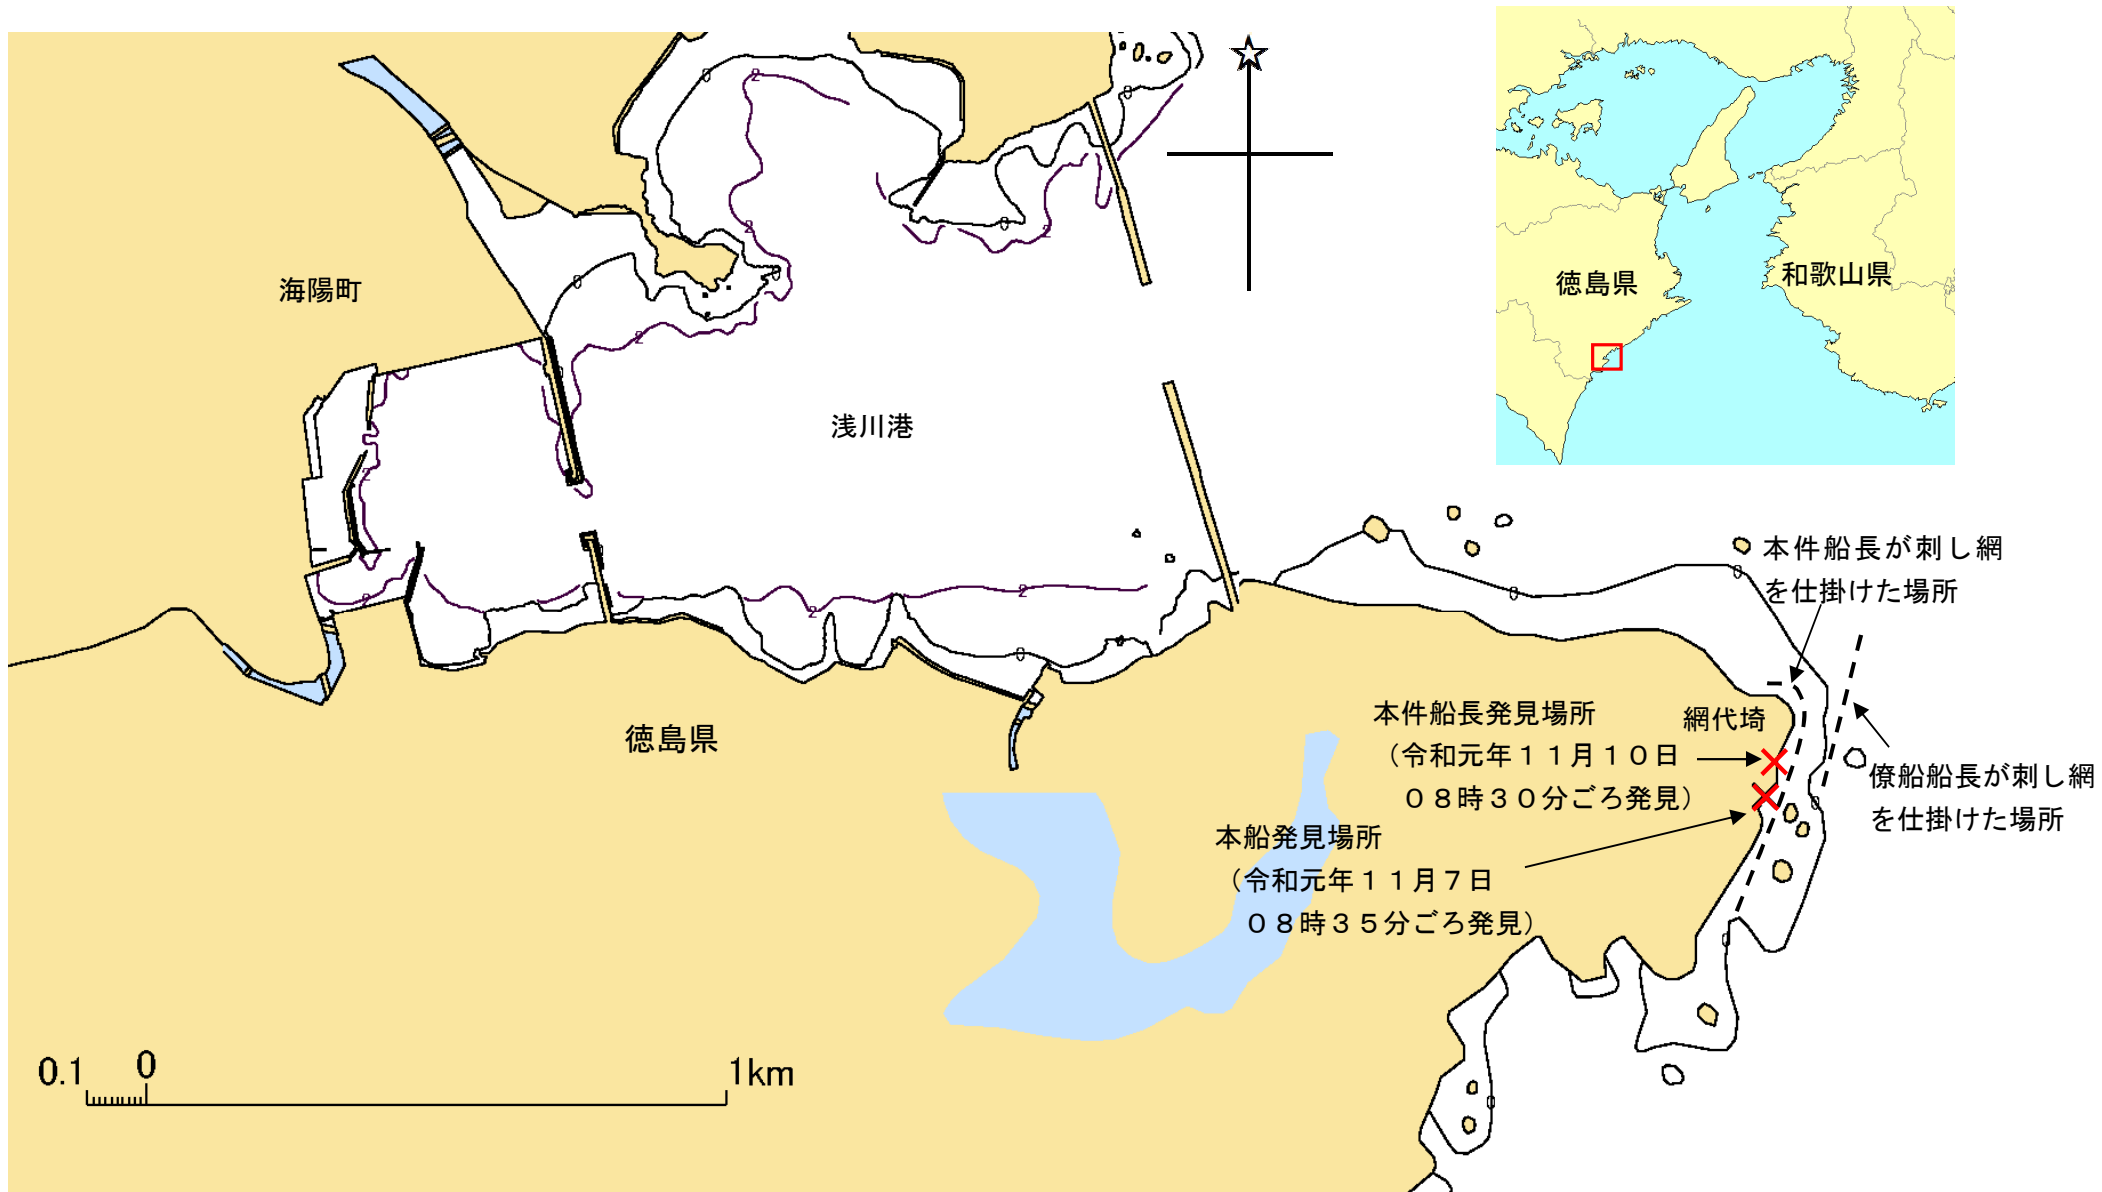 徳島県
和歌山県
海陽町
浅川港
本件船長が刺し網
を仕掛けた場所
徳島県
本件船長発見場所
（令和元年１１月１０日
０８時３０分ごろ発見）
網代埼
僚船船長が刺し網
を仕掛けた場所
本船発見場所
（令和元年１１月７日
０８時３５分ごろ発見）
0.1 0 1km